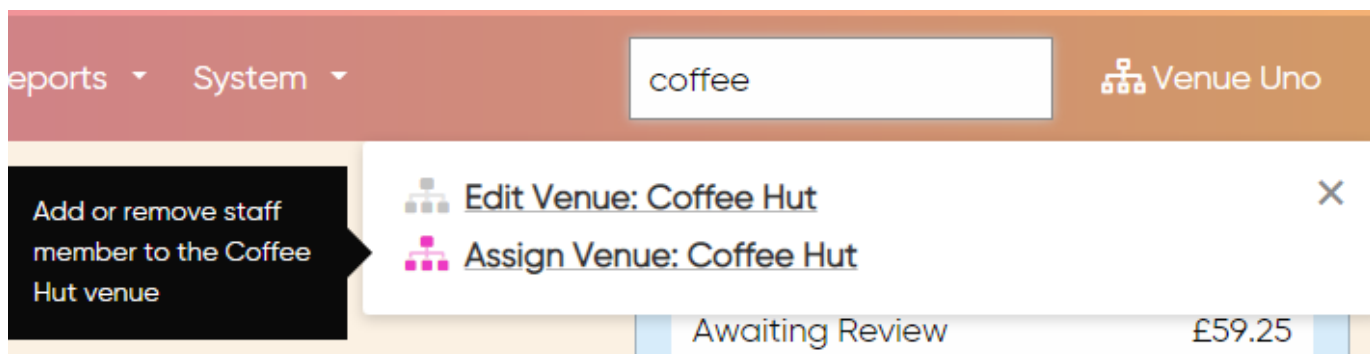 eports System coffee Venue Uno
Edit Venue: Coffee Hut
Assign Venue: Coffee Hut
Add or remove staff
member to the Coffee
Hut venue
Awaiting Review £59.25